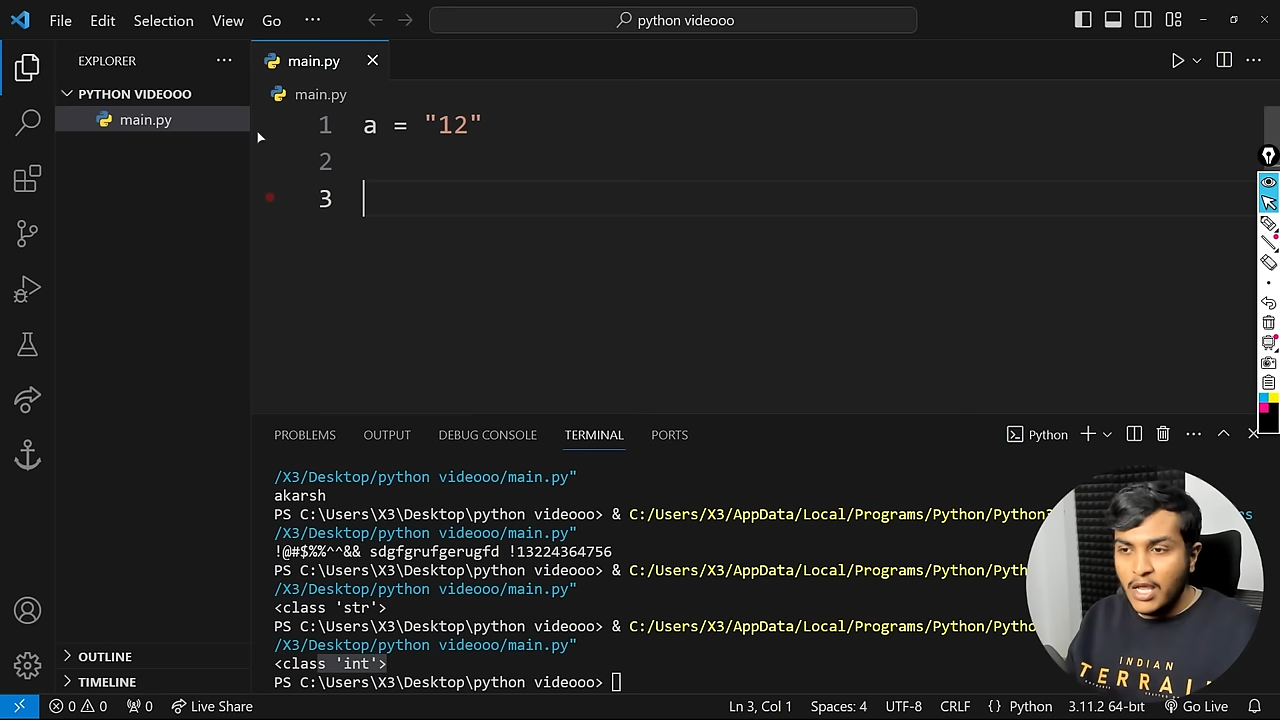 File Edit Selection View Go ··· python videooo
EXPLORER ···
PYTHON VIDEOOO
main.py
main.py
main.py
1 a = "12"
2
3
PROBLEMS OUTPUT DEBUG CONSOLE TERMINAL PORTS Python
/X3/Desktop/python videooo/main.py"
akarsh
PS C:\Users\X3\Desktop\python videooo> & C:/Users/X3/AppData/Local/Programs/Python/Python3
/X3/Desktop/python videooo/main.py"
!@#$%%^^&& sdgfgrufgerugfd !13224364756
PS C:\Users\X3\Desktop\python videooo> & C:/Users/X3/AppData/Local/Programs/Python/Pyth
/X3/Desktop/python videooo/main.py"
<class 'str'>
PS C:\Users\X3\Desktop\python videooo> & C:/Users/X3/AppData/Local/Programs/Python/Pytho
/X3/Desktop/python videooo/main.py"
<class 'int'>
PS C:\Users\X3\Desktop\python videooo>
INDIAN
TERRAI
OUTLINE
TIMELINE
0 0 0 Live Share Ln 3, Col 1 Spaces: 4 UTF-8 CRLF {} Python 3.11.2 64-bit Go Live